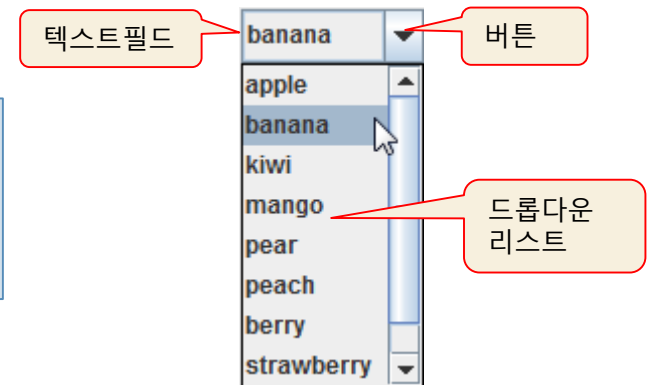 텍스트필드
banana
버튼
apple
banana
kiwi
mango
pear
peach
berry
strawberry
드롭다운
리스트